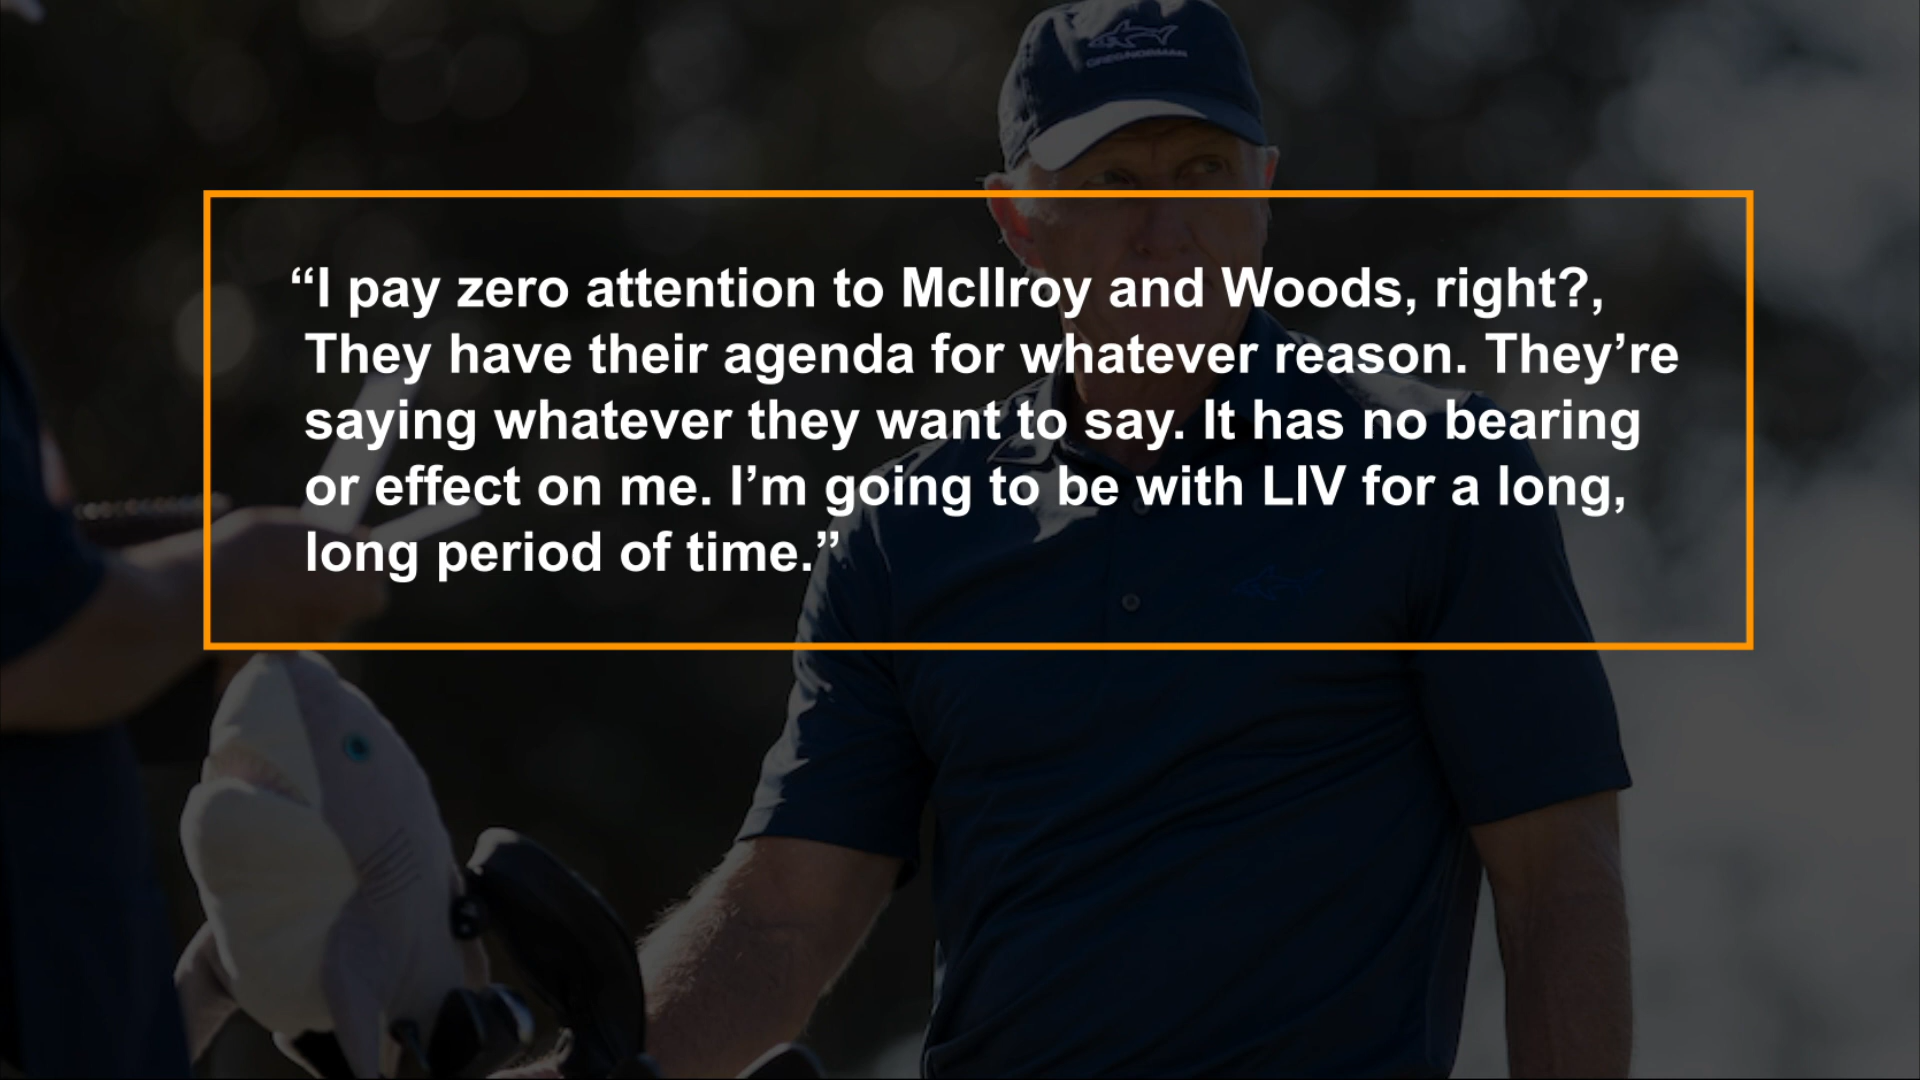 GREG NORMAN
“I pay zero attention to McIlroy and Woods, right?,
They have their agenda for whatever reason. They’re
saying whatever they want to say. It has no bearing
or effect on me. I’m going to be with LIV for a long,
long period of time.”